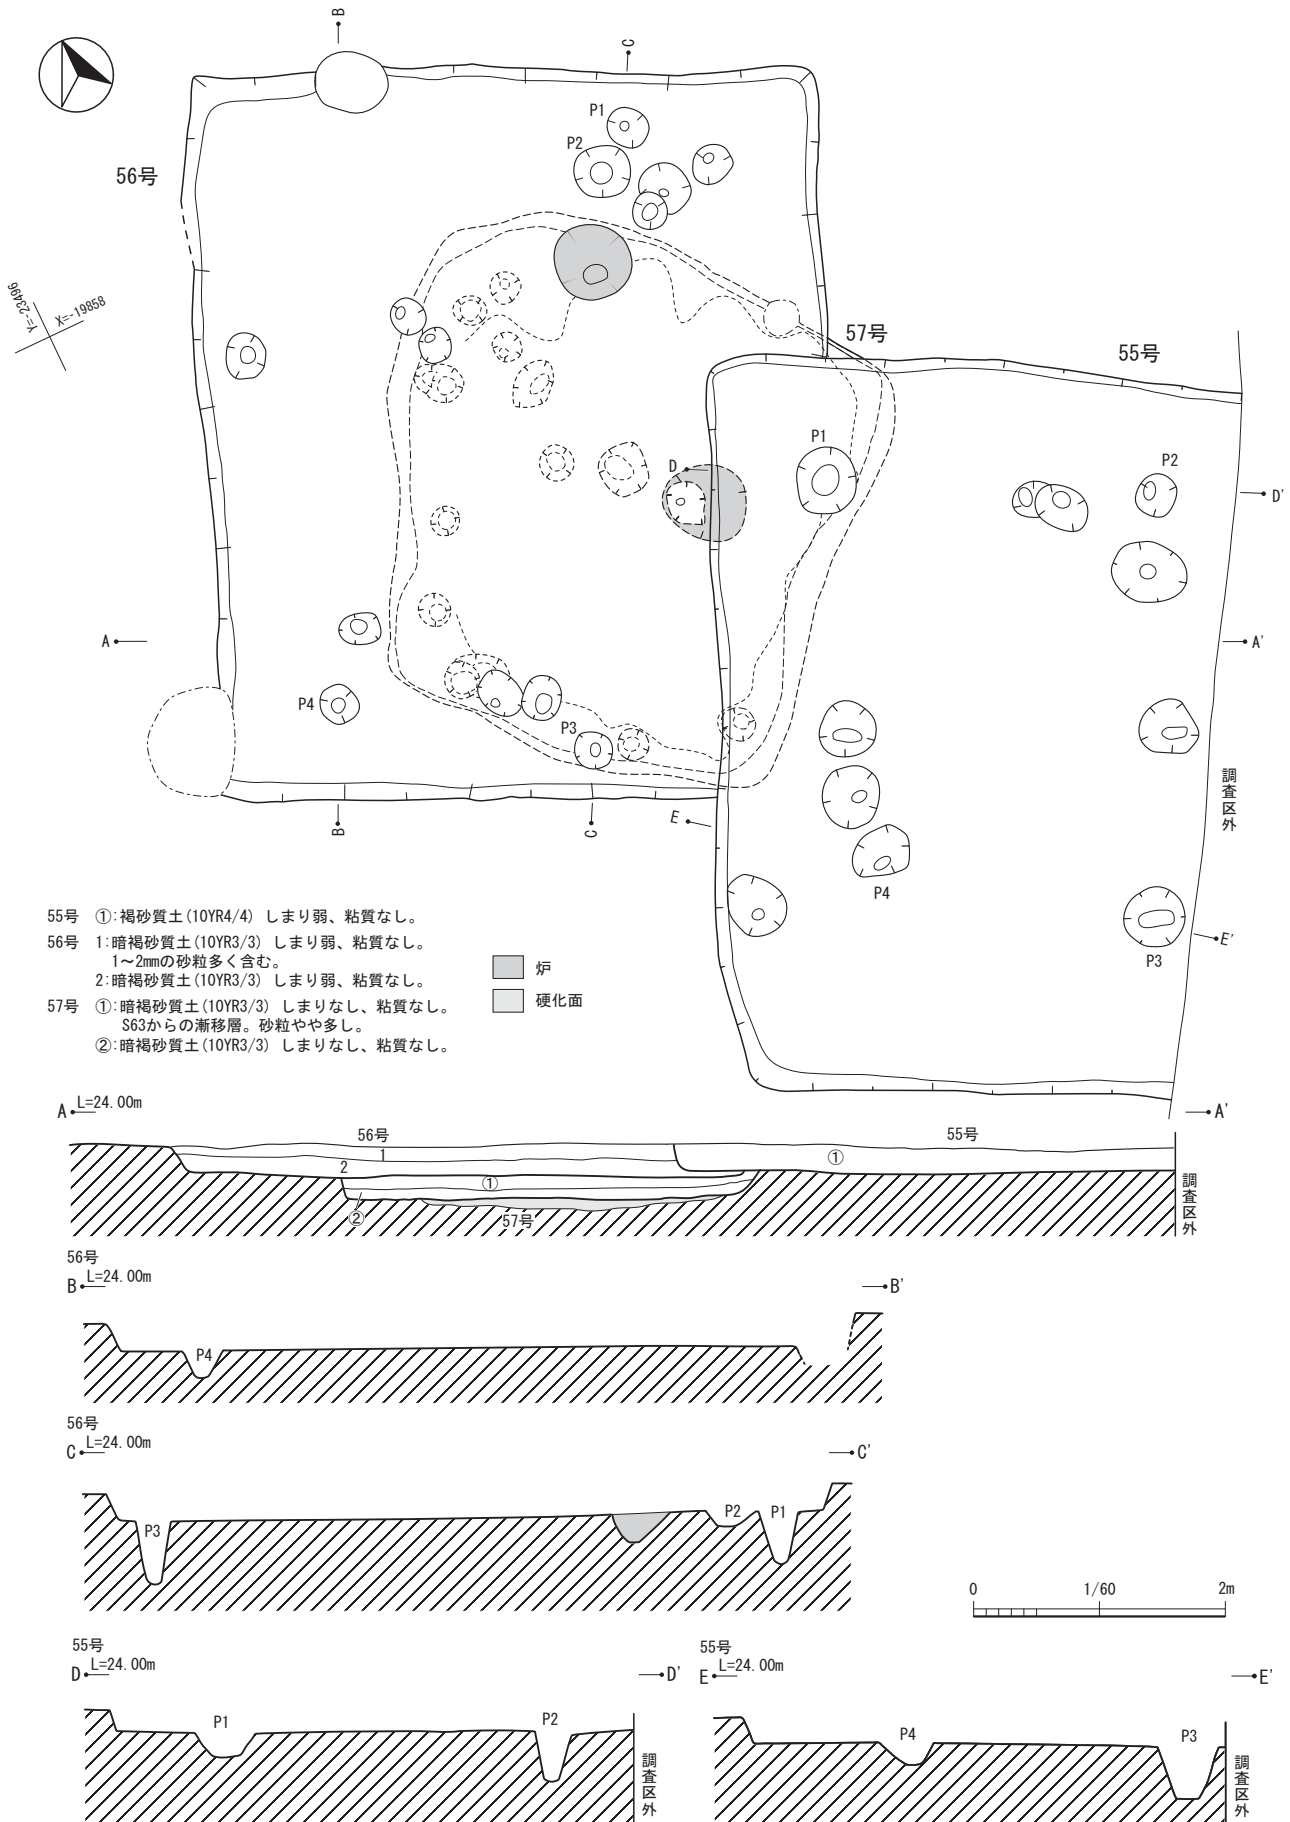 B
C
P1
P2
56号
Y=-23496
X=-19858
57号
55号
P1
P2
D
D'
A
A'
P4
P3
調査区外
B
C
E
P4
E'
P3
55号 ①:褐砂質土(10YR4/4) しまり弱、粘質なし。
56号 1:暗褐砂質土(10YR3/3) しまり弱、粘質なし。
1～2mmの砂粒多く含む。
2:暗褐砂質土(10YR3/3) しまり弱、粘質なし。
57号 ①:暗褐砂質土(10YR3/3) しまりなし、粘質なし。
S63からの漸移層。砂粒やや多し。
②:暗褐砂質土(10YR3/3) しまりなし、粘質なし。
炉
硬化面
A L=24.00m
A'
56号
55号
1
2
①
①
②
57号
調査区外
56号
B L=24.00m
B'
P4
56号
C L=24.00m
C'
P3
P2
P1
0 1/60 2m
55号
D L=24.00m
D'
P1
P2
調査区外
55号
E L=24.00m
E'
P4
P3
調査区外